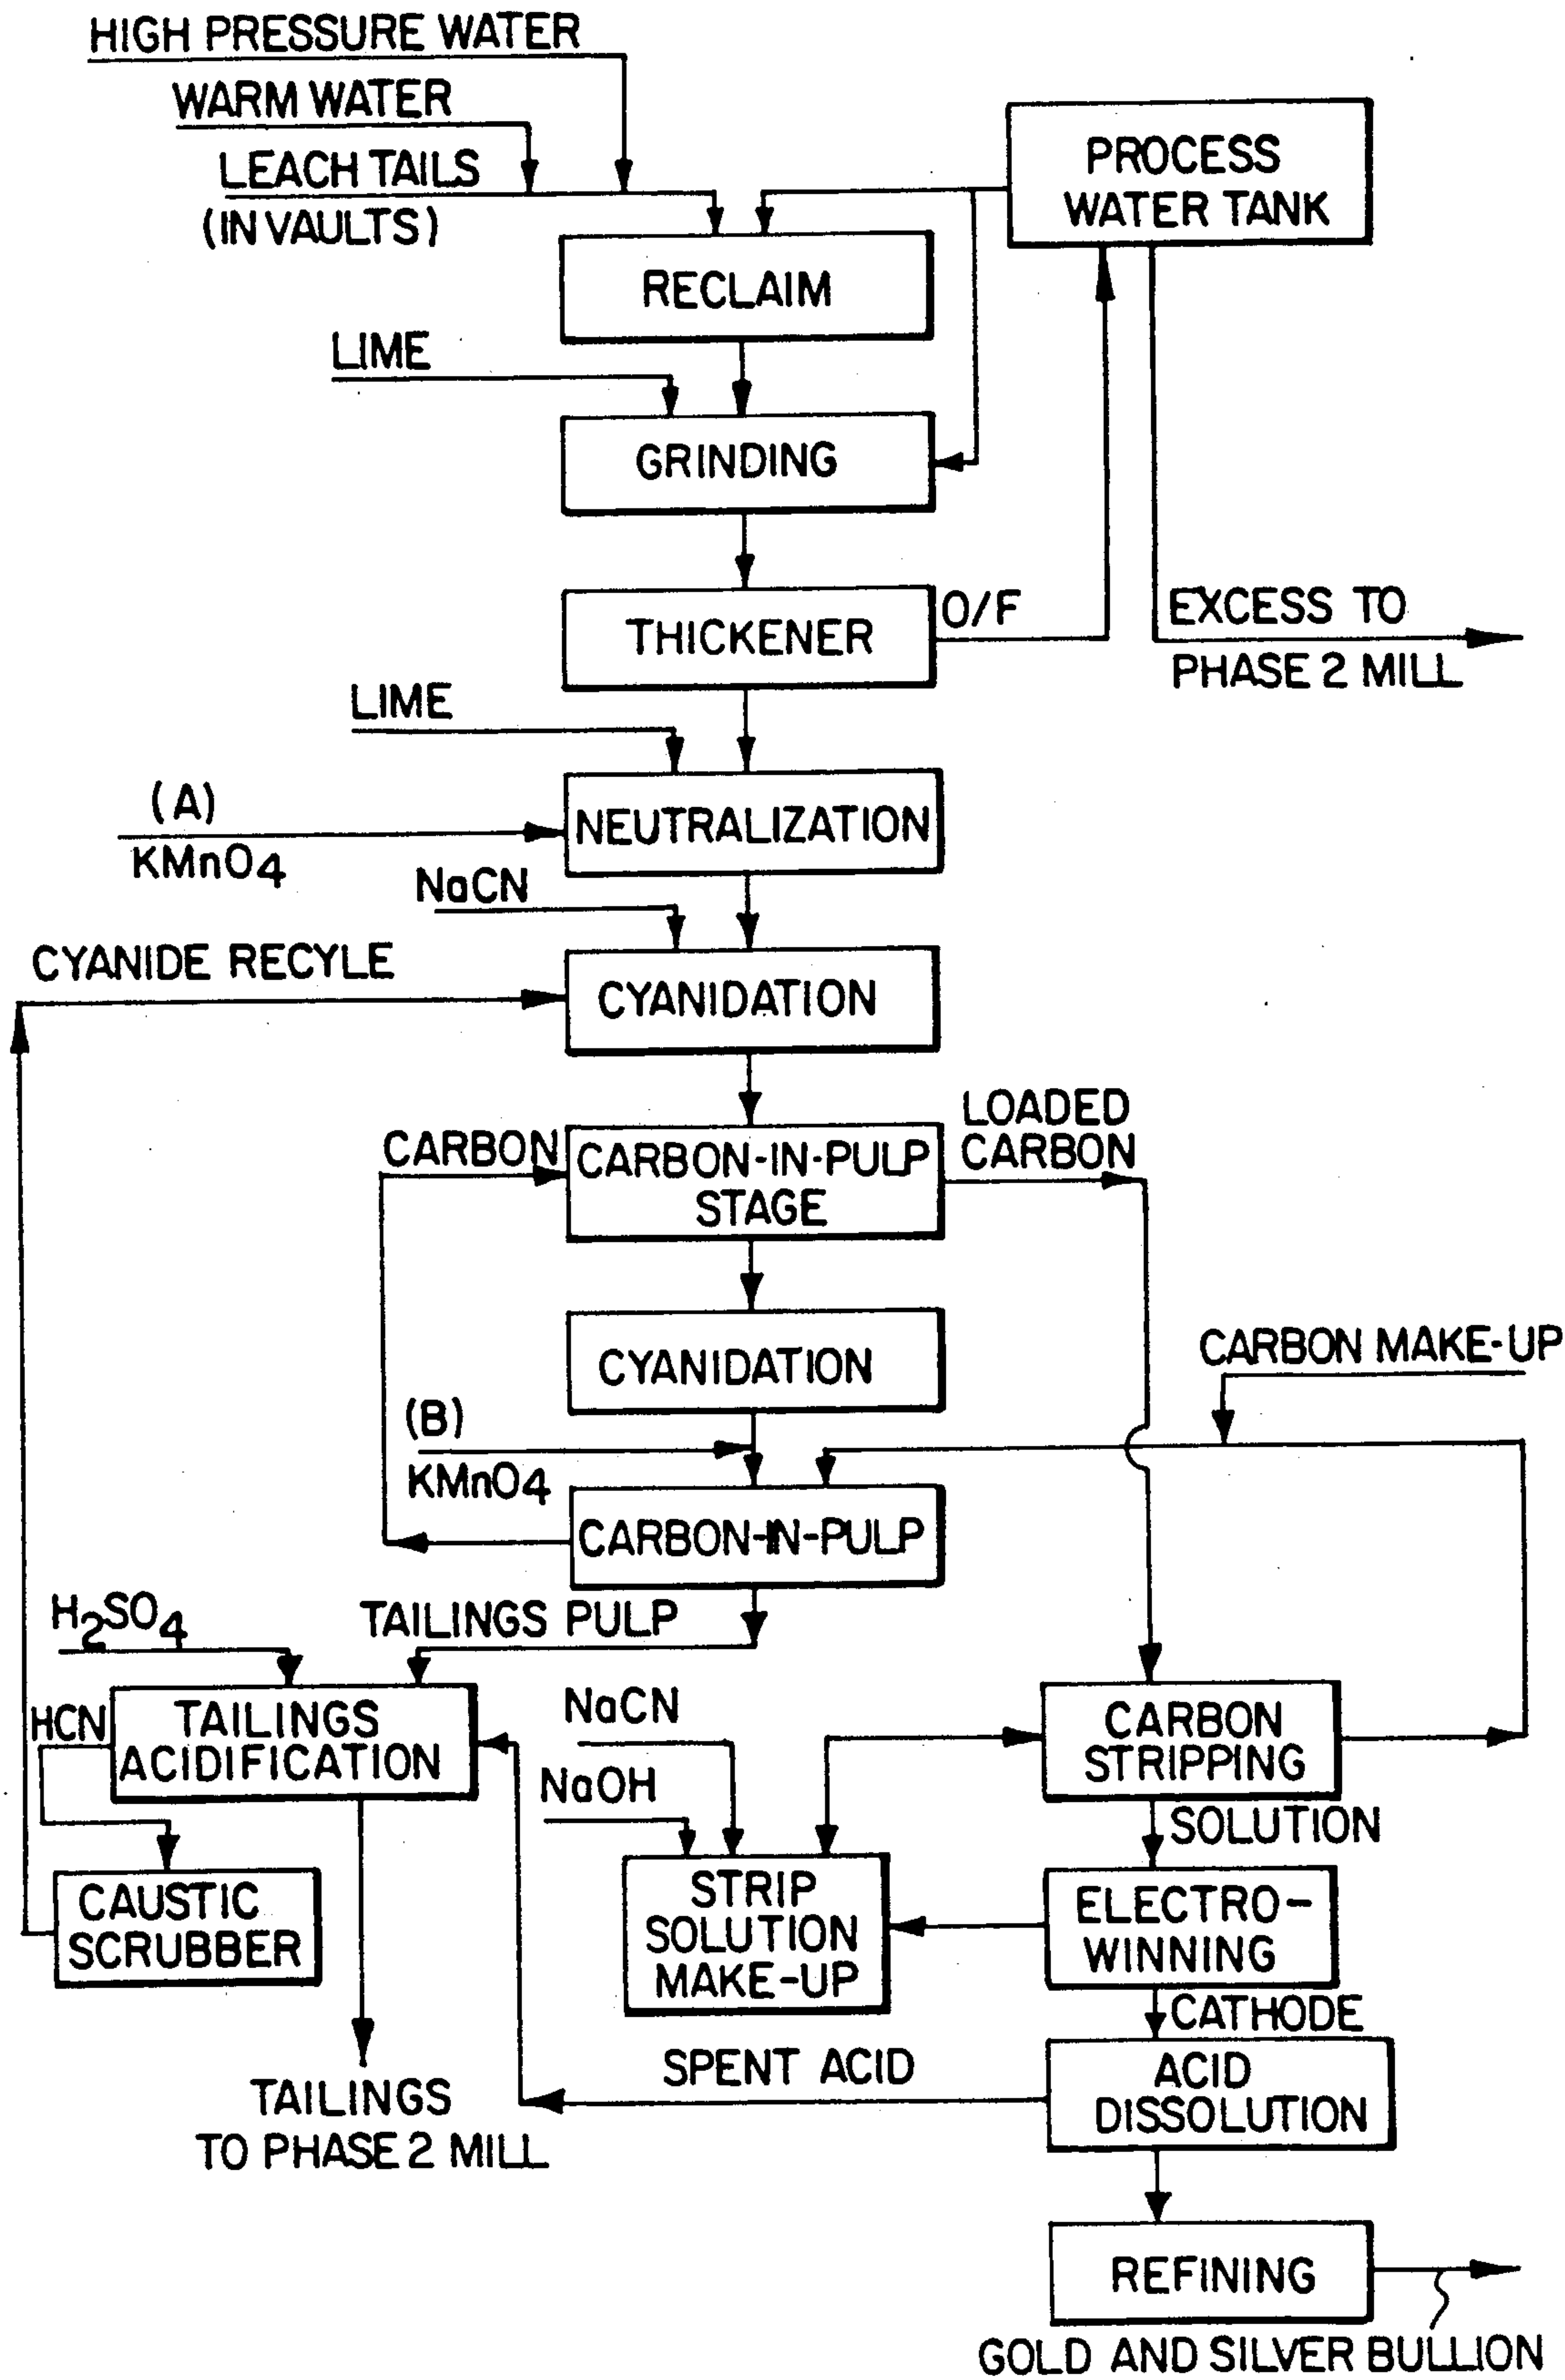 HIGH PRESSURE WATER
WARM WATER
LEACH TAILS
(IN VAULTS)
PROCESS
WATER TANK
RECLAIM
LIME
GRINDING
THICKENER
O/F
EXCESS TO
PHASE 2 MILL
LIME
(A)
KMnO4
NEUTRALIZATION
NaCN
CYANIDE RECYLE
CYANIDATION
CARBON
CARBON-IN-PULP
STAGE
LOADED
CARBON
CYANIDATION
CARBON MAKE-UP
(B)
KMnO4
CARBON-IN-PULP
H2SO4
TAILINGS PULP
HCN
TAILINGS
ACIDIFICATION
NaCN
NaOH
CARBON
STRIPPING
SOLUTION
CAUSTIC
SCRUBBER
STRIP
SOLUTION
MAKE-UP
ELECTRO-
WINNING
CATHODE
SPENT ACID
ACID
DISSOLUTION
TAILINGS
TO PHASE 2 MILL
REFINING
GOLD AND SILVER BULLION